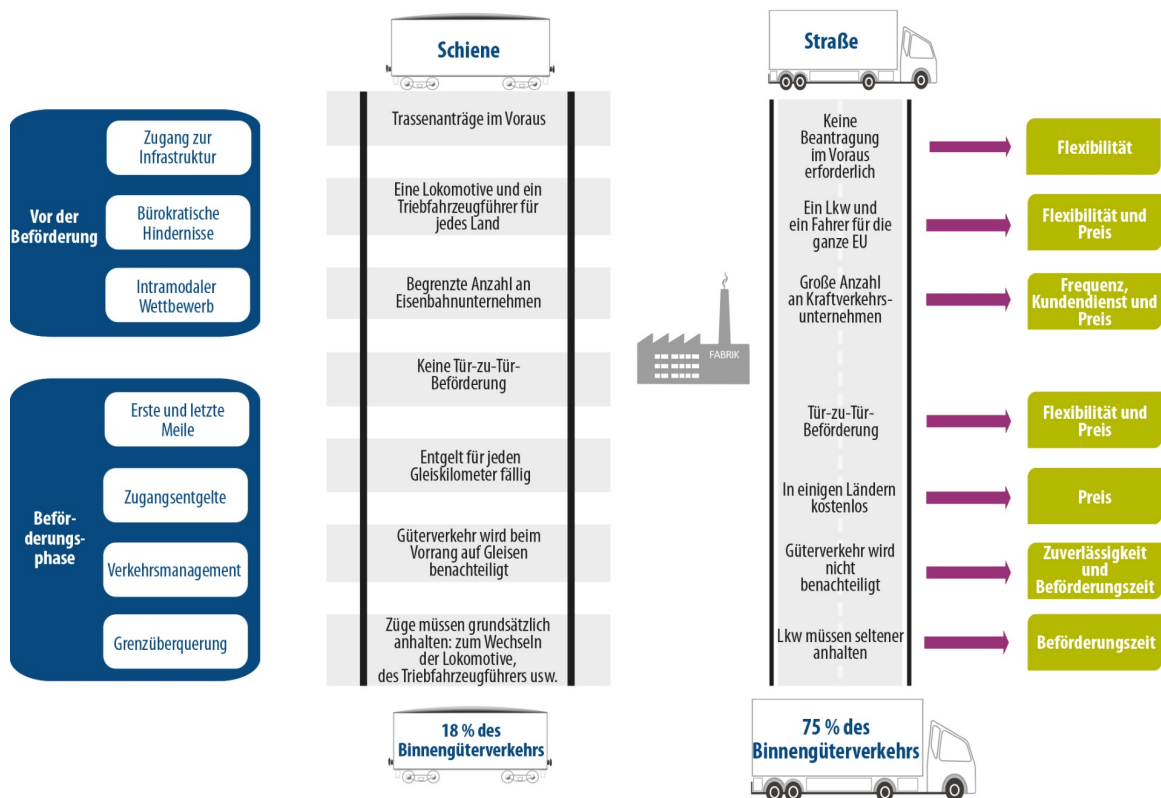 Schiene
Straße
Vor der
Beförderung
Zugang zur
Infrastruktur
Trassenanträge im Voraus
Keine
Beantragung
im Voraus
erforderlich
Flexibilität
Bürokratische
Hindernisse
Eine Lokomotive und ein
Triebfahrzeugführer für
jedes Land
Ein Lkw und
ein Fahrer für die
ganze EU
Flexibilität und
Preis
Intramodaler
Wettbewerb
Begrenzte Anzahl an
Eisenbahnunternehmen
Große Anzahl
an Kraftverkehrs-
unternehmen
Frequenz,
Kundendienst und
Preis
FABRIK
Beför-
derungs-
phase
Erste und letzte
Meile
Keine Tür-zu-Tür-
Beförderung
Tür-zu-Tür-
Beförderung
Flexibilität und
Preis
Zugangsentgelte
Entgelt für jeden
Gleiskilometer fällig
In einigen Ländern
kostenlos
Preis
Verkehrsmanagement
Güterverkehr wird beim
Vorrang auf Gleisen
benachteiligt
Güterverkehr wird
nicht
benachteiligt
Zuverlässigkeit
und
Beförderungszeit
Grenzüberquerung
Züge müssen grundsätzlich
anhalten: zum Wechseln
der Lokomotive,
des Triebfahrzeugführers usw.
Lkw müssen seltener
anhalten
Beförderungszeit
18 % des
Binnengüterverkehrs
75 % des
Binnengüterverkehrs